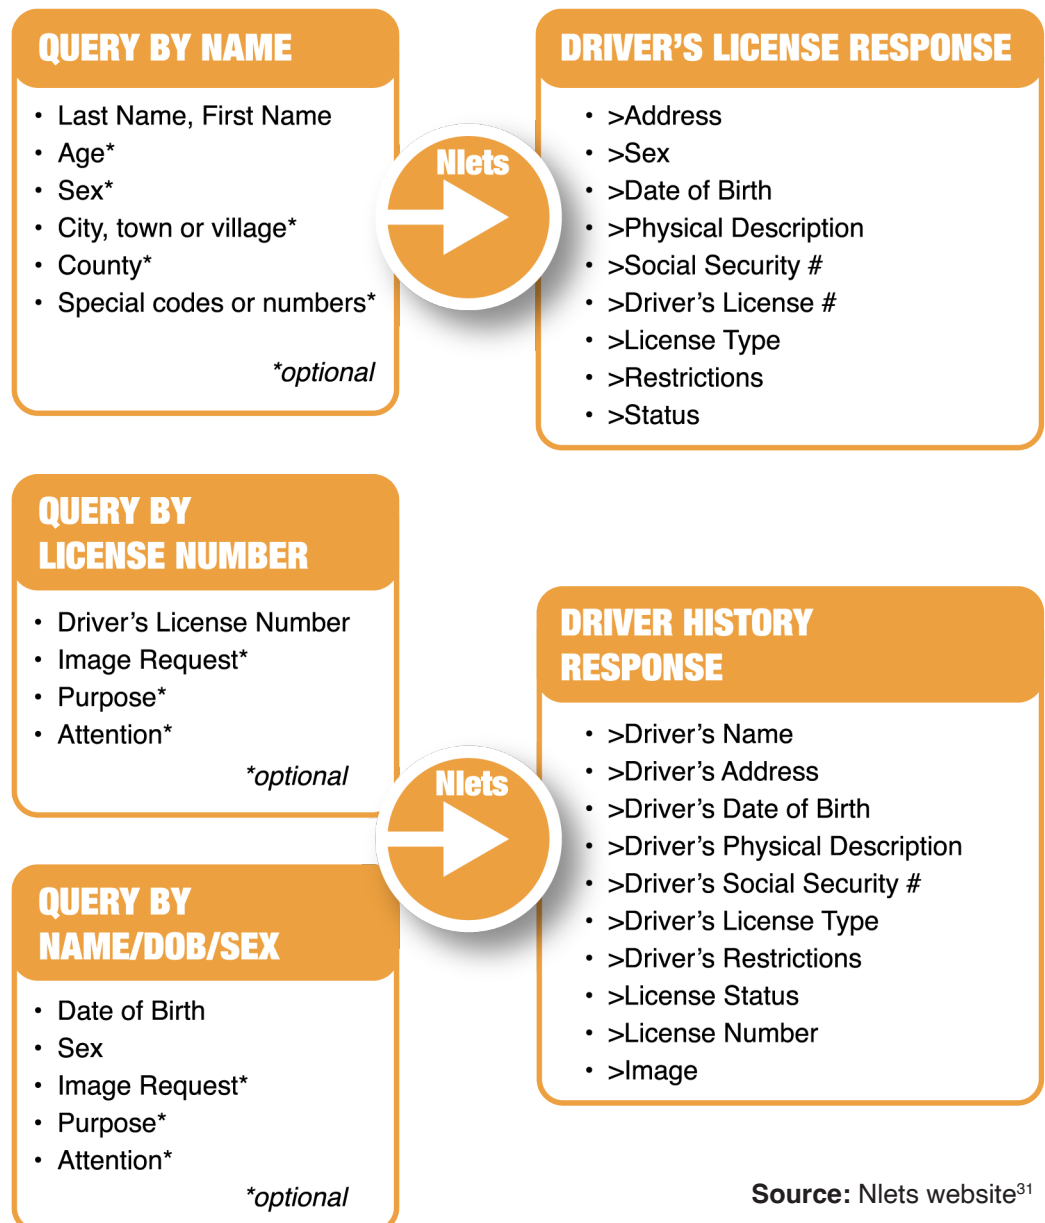 QUERY BY NAME
• Last Name, First Name
• Age*
• Sex*
• City, town or village*
• County*
• Special codes or numbers*
*optional
Nlets
DRIVER’S LICENSE RESPONSE
• >Address
• >Sex
• >Date of Birth
• >Physical Description
• >Social Security #
• >Driver’s License #
• >License Type
• >Restrictions
• >Status
QUERY BY
LICENSE NUMBER
• Driver’s License Number
• Image Request*
• Purpose*
• Attention*
*optional
QUERY BY
NAME/DOB/SEX
• Date of Birth
• Sex
• Image Request*
• Purpose*
• Attention*
*optional
Nlets
DRIVER HISTORY
RESPONSE
• >Driver’s Name
• >Driver’s Address
• >Driver’s Date of Birth
• >Driver’s Physical Description
• >Driver’s Social Security #
• >Driver’s License Type
• >Driver’s Restrictions
• >License Status
• >License Number
• >Image
Source: Nlets website³¹